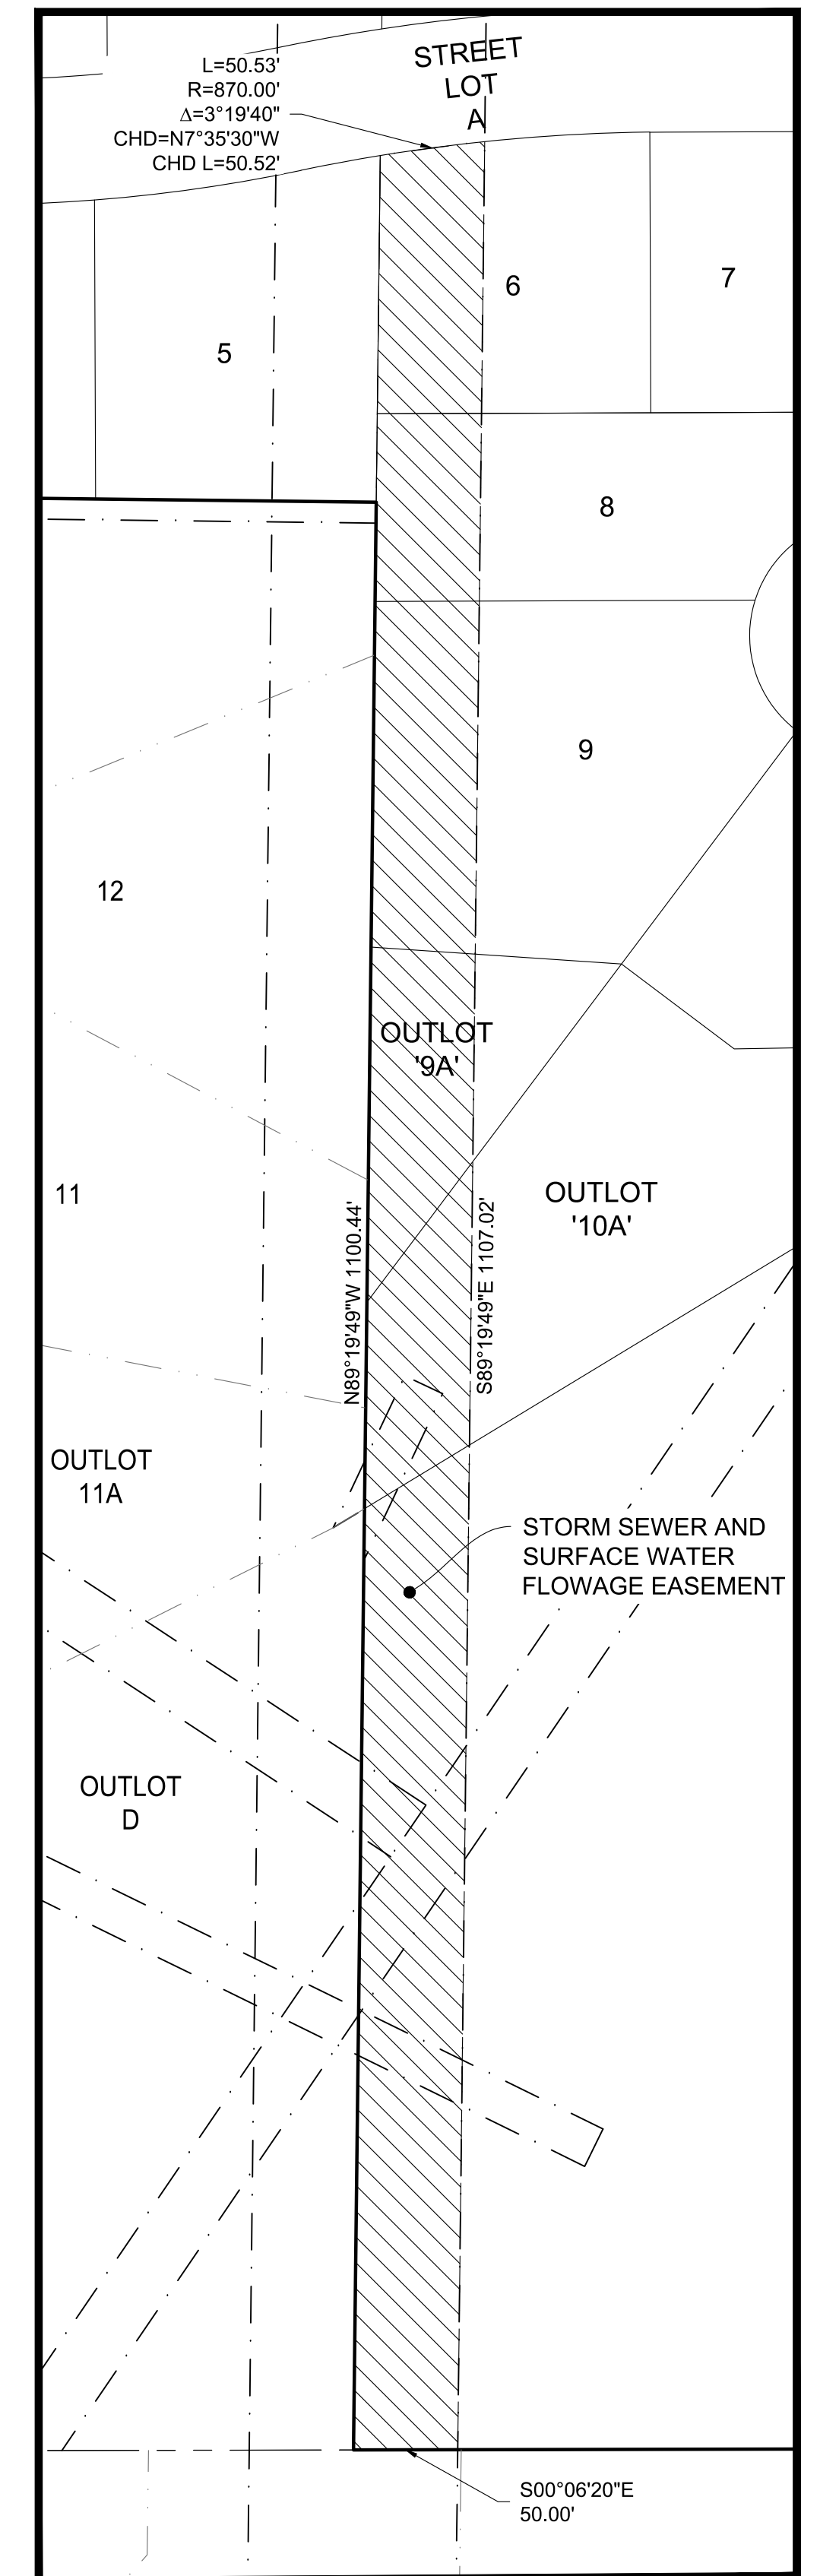 L=50.53'
R=870.00'
Δ=3°19'40"
CHD=N7°35'30"W
CHD L=50.52'
STREET
LOT
A
5
6
7
8
9
12
OUTLOT
'9A'
11
OUTLOT
'10A'
N89°19'49"W 1100.44'
S89°19'49"E 1107.02'
OUTLOT
11A
STORM SEWER AND
SURFACE WATER
FLOWAGE EASEMENT
OUTLOT
D
S00°06'20"E
50.00'